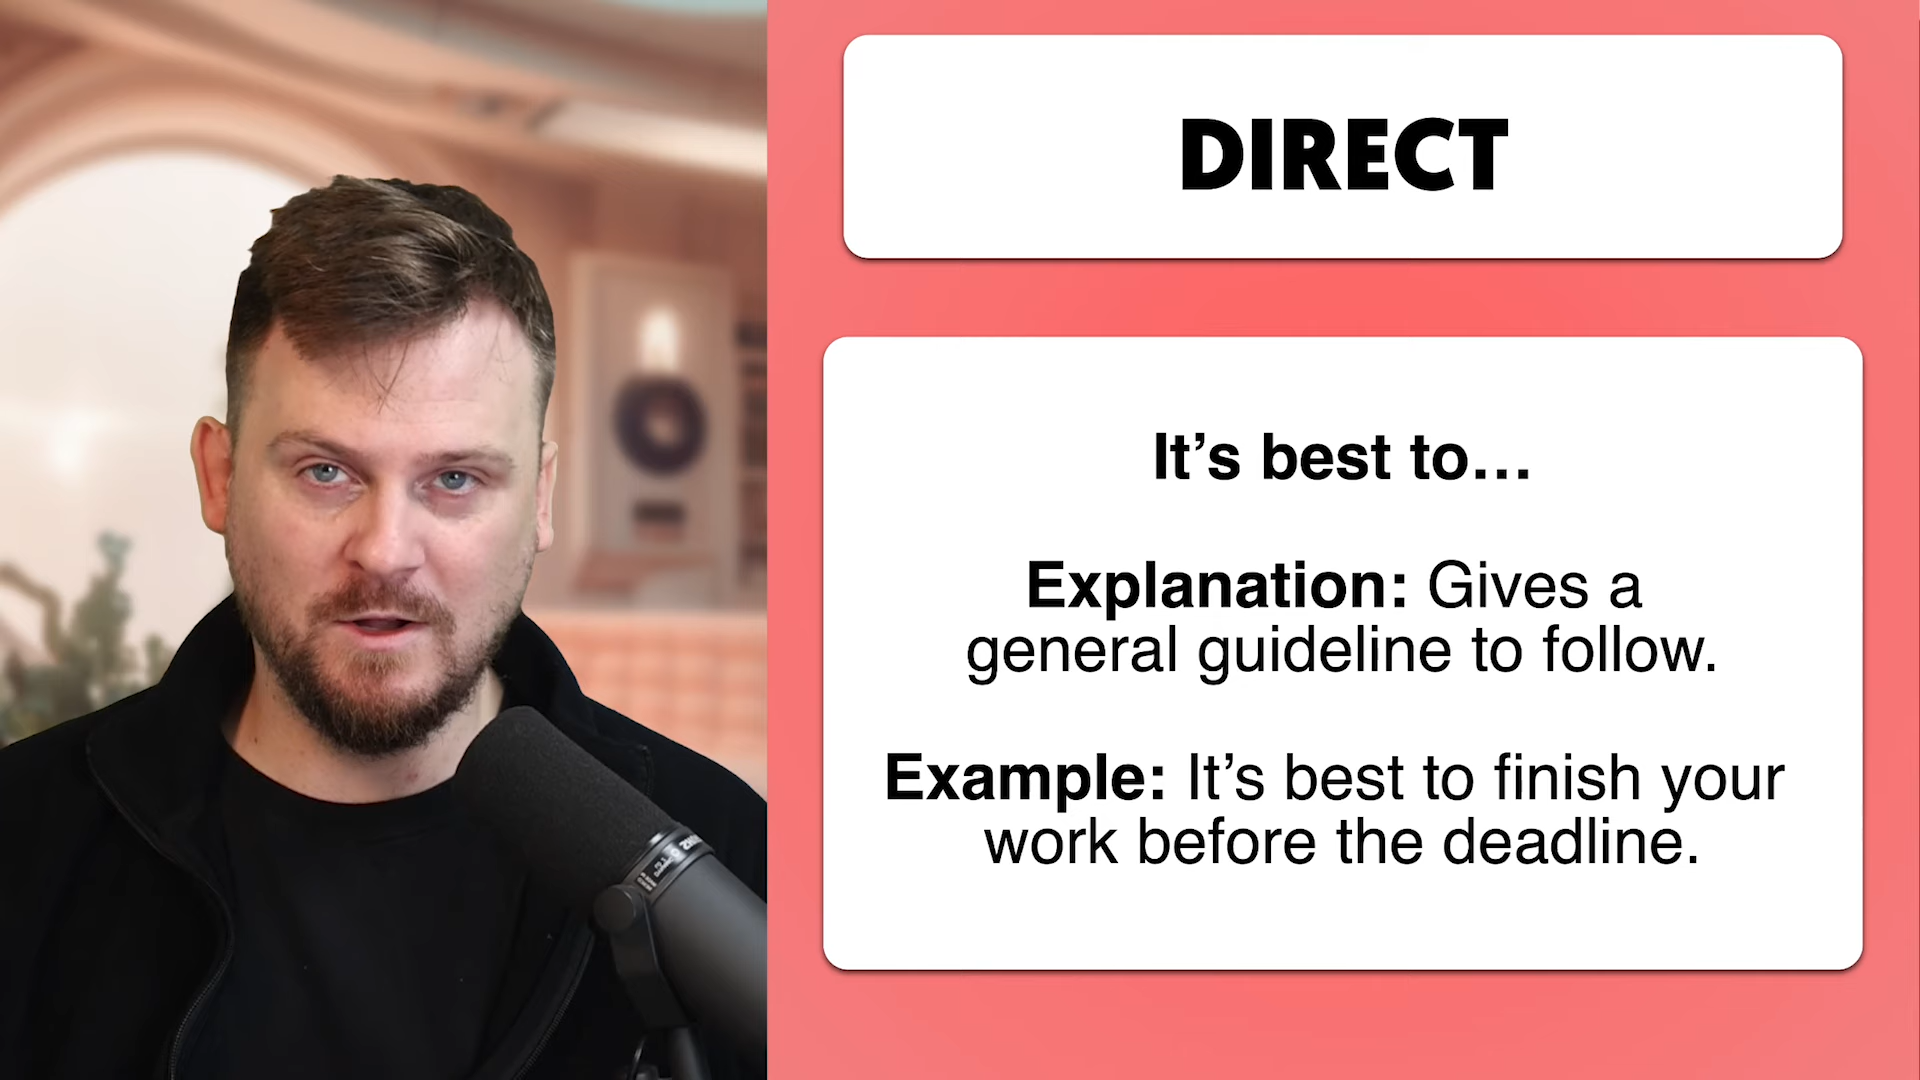 DIRECT
It’s best to…
Explanation: Gives a
general guideline to follow.
Example: It’s best to finish your
work before the deadline.